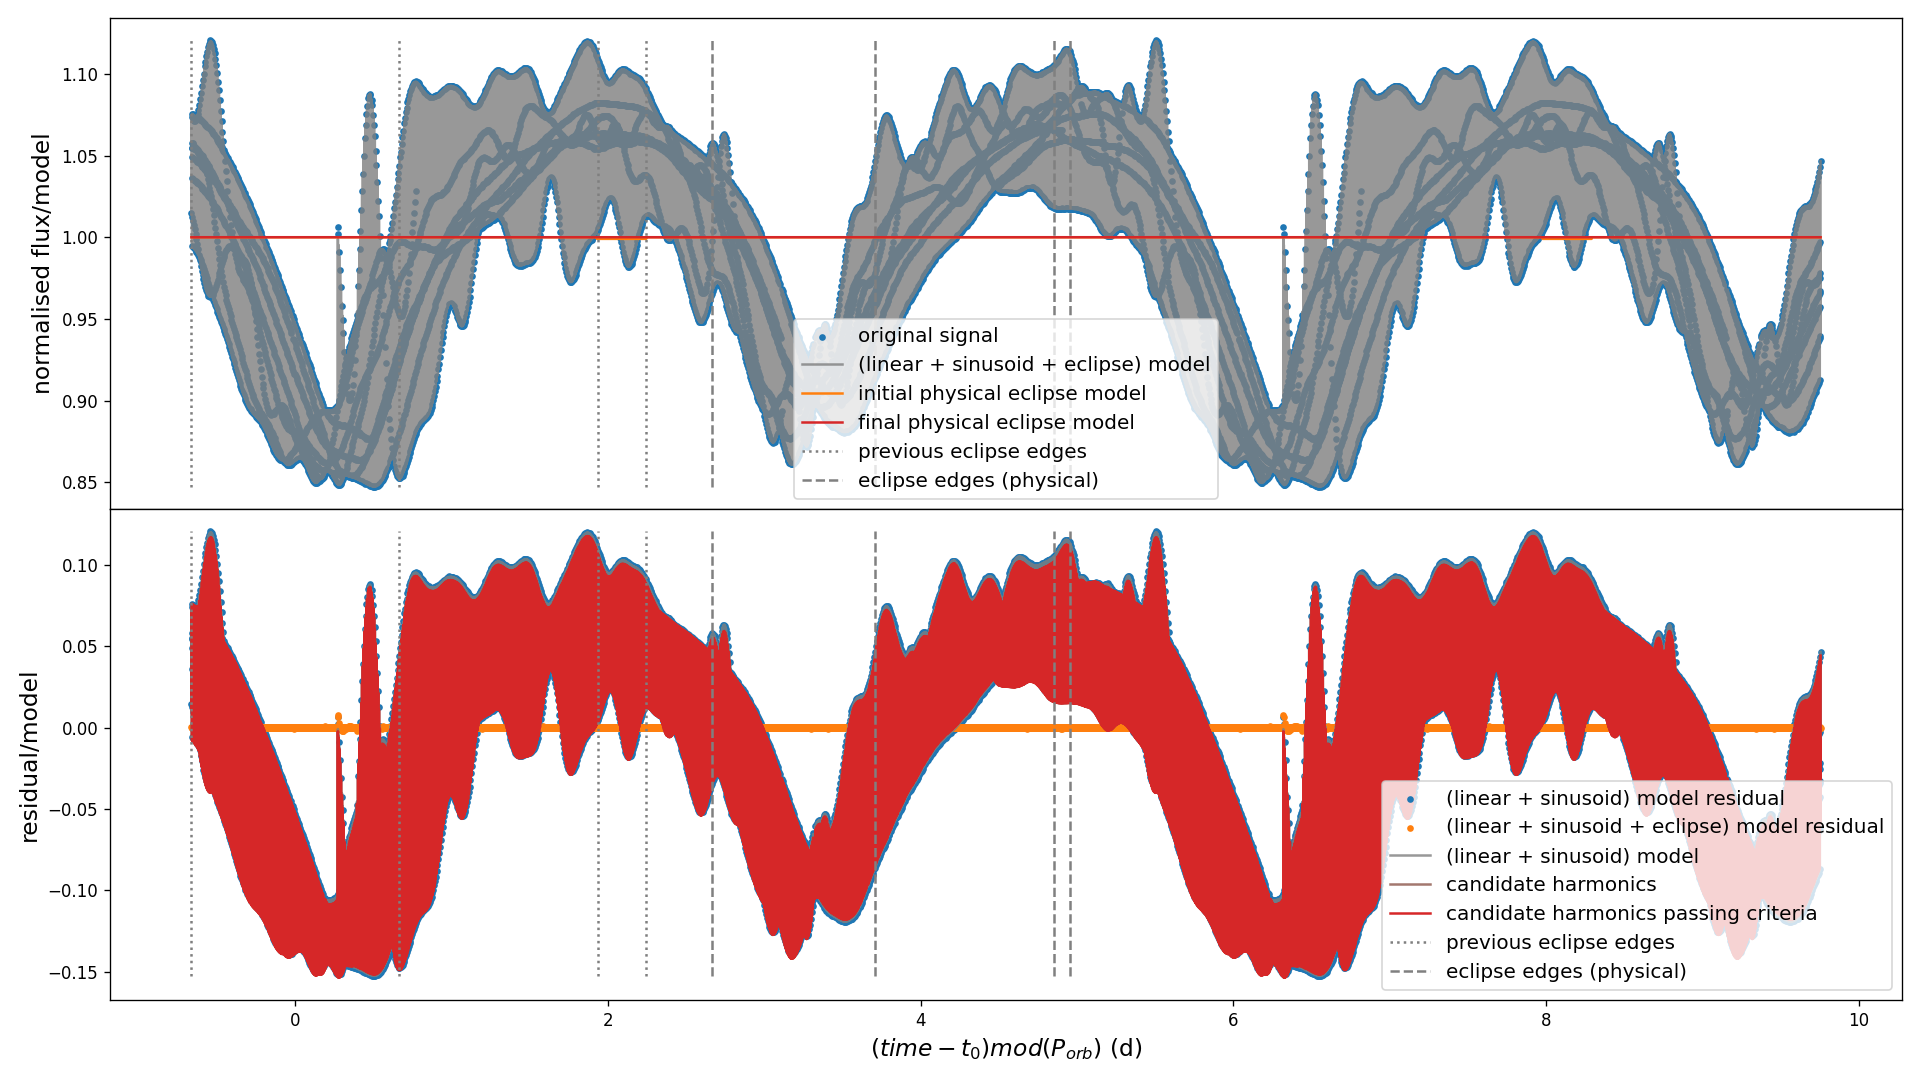 normalised flux/model
1.10
1.05
1.00
0.95
0.90
0.85
original signal
(linear + sinusoid + eclipse) model
initial physical eclipse model
final physical eclipse model
previous eclipse edges
eclipse edges (physical)
residual/model
0.10
0.05
0.00
−0.05
−0.10
−0.15
(linear + sinusoid) model residual
(linear + sinusoid + eclipse) model residual
(linear + sinusoid) model
candidate harmonics
candidate harmonics passing criteria
previous eclipse edges
eclipse edges (physical)
0 2 4 6 8 10
(time − t₀)mod(P_{orb}) (d)